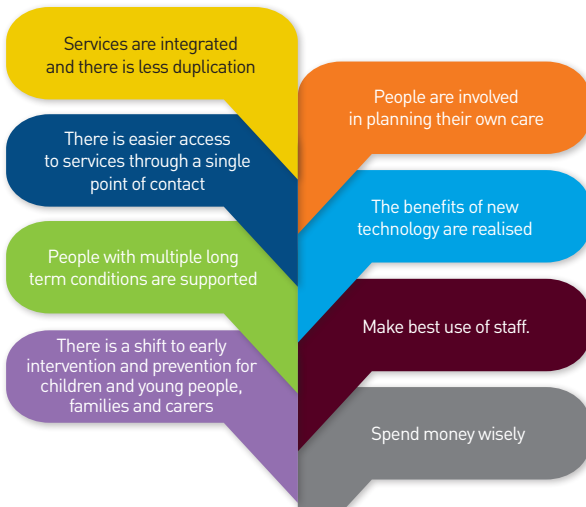 Services are integrated
and there is less duplication
People are involved
in planning their own care
There is easier access
to services through a single
point of contact
The benefits of new
technology are realised
People with multiple long
term conditions are supported
Make best use of staff.
There is a shift to early
intervention and prevention for
children and young people,
families and carers
Spend money wisely